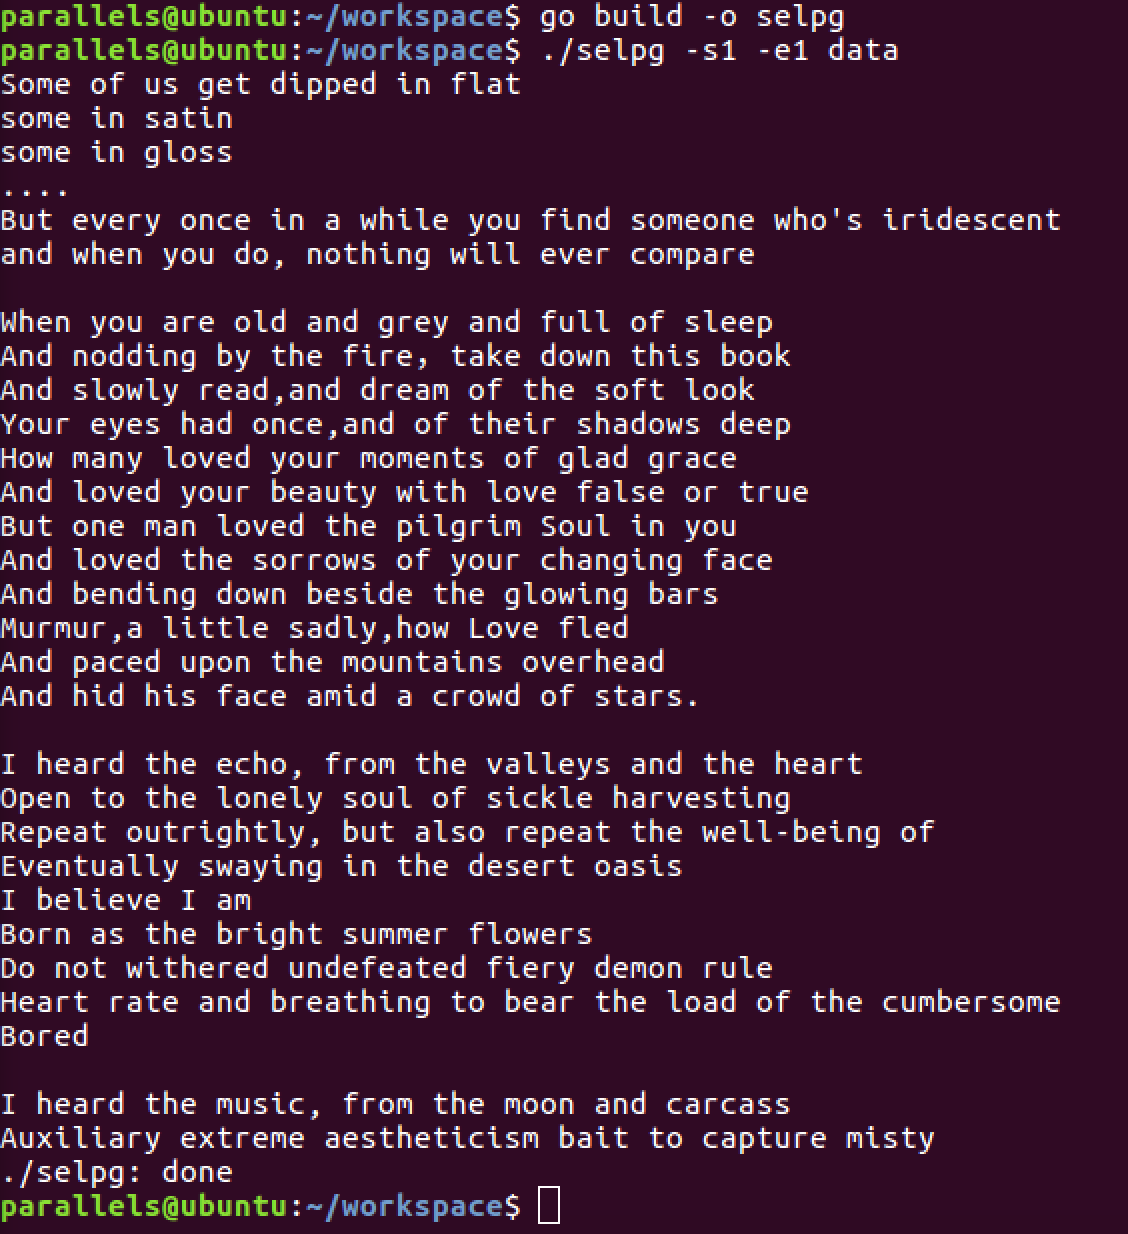 parallels@ubuntu:~/workspace$ go build -o selpg
parallels@ubuntu:~/workspace$ ./selpg -s1 -e1 data
Some of us get dipped in flat
some in satin
some in gloss
....
But every once in a while you find someone who's iridescent
and when you do, nothing will ever compare

When you are old and grey and full of sleep
And nodding by the fire, take down this book
And slowly read,and dream of the soft look
Your eyes had once,and of their shadows deep
How many loved your moments of glad grace
And loved your beauty with love false or true
But one man loved the pilgrim Soul in you
And loved the sorrows of your changing face
And bending down beside the glowing bars
Murmur,a little sadly,how Love fled
And paced upon the mountains overhead
And hid his face amid a crowd of stars.

I heard the echo, from the valleys and the heart
Open to the lonely soul of sickle harvesting
Repeat outrightly, but also repeat the well-being of
Eventually swaying in the desert oasis
I believe I am
Born as the bright summer flowers
Do not withered undefeated fiery demon rule
Heart rate and breathing to bear the load of the cumbersome
Bored

I heard the music, from the moon and carcass
Auxiliary extreme aestheticism bait to capture misty
./selpg: done
parallels@ubuntu:~/workspace$